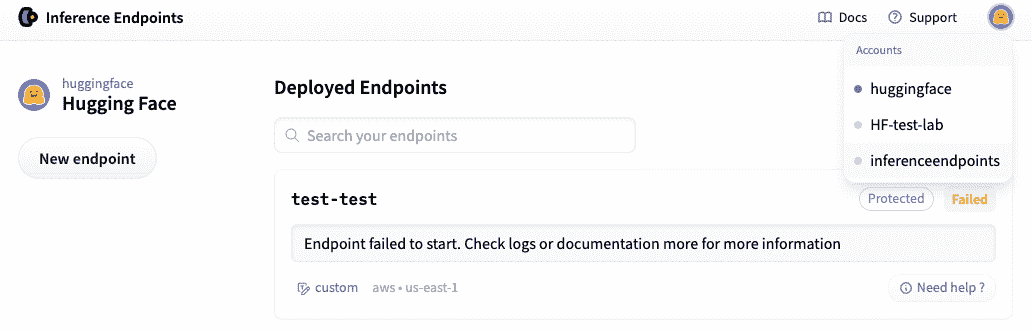 Inference Endpoints
Docs
Support
Accounts
huggingface
HF-test-lab
inferenceendpoints
huggingface
Hugging Face
New endpoint
Deployed Endpoints
Search your endpoints
test-test
Protected
Failed
Endpoint failed to start. Check logs or documentation more for more information
custom aws • us-east-1
Need help ?